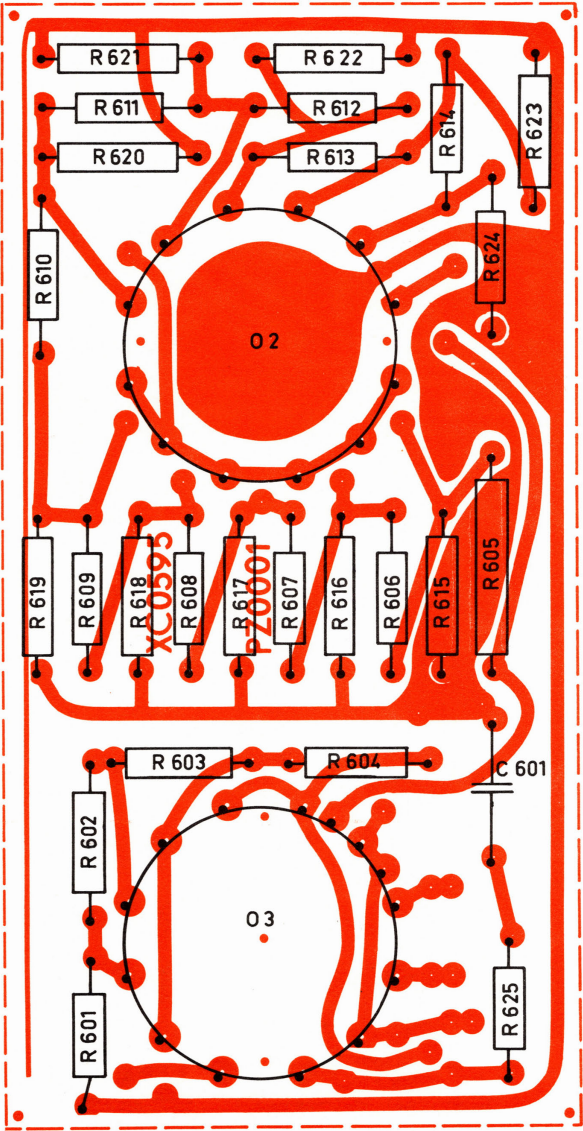 R 621
R 622
R 611
R 612
R 614
R 623
R 620
R 613
R 610
R 624
O 2
R 619
R 609
R 618
XC0595
R 608
R 617
PZ0001
R 607
R 616
R 606
R 615
R 605
R 603
R 604
C 601
R 602
O 3
R 601
R 625